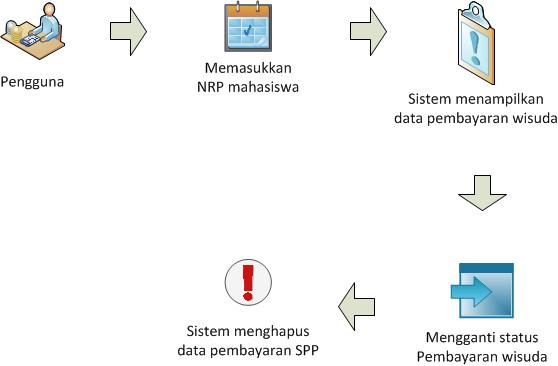 Pengguna
Memasukkan
NRP mahasiswa
Sistem menampilkan
data pembayaran wisuda
Mengganti status
Pembayaran wisuda
Sistem menghapus
data pembayaran SPP